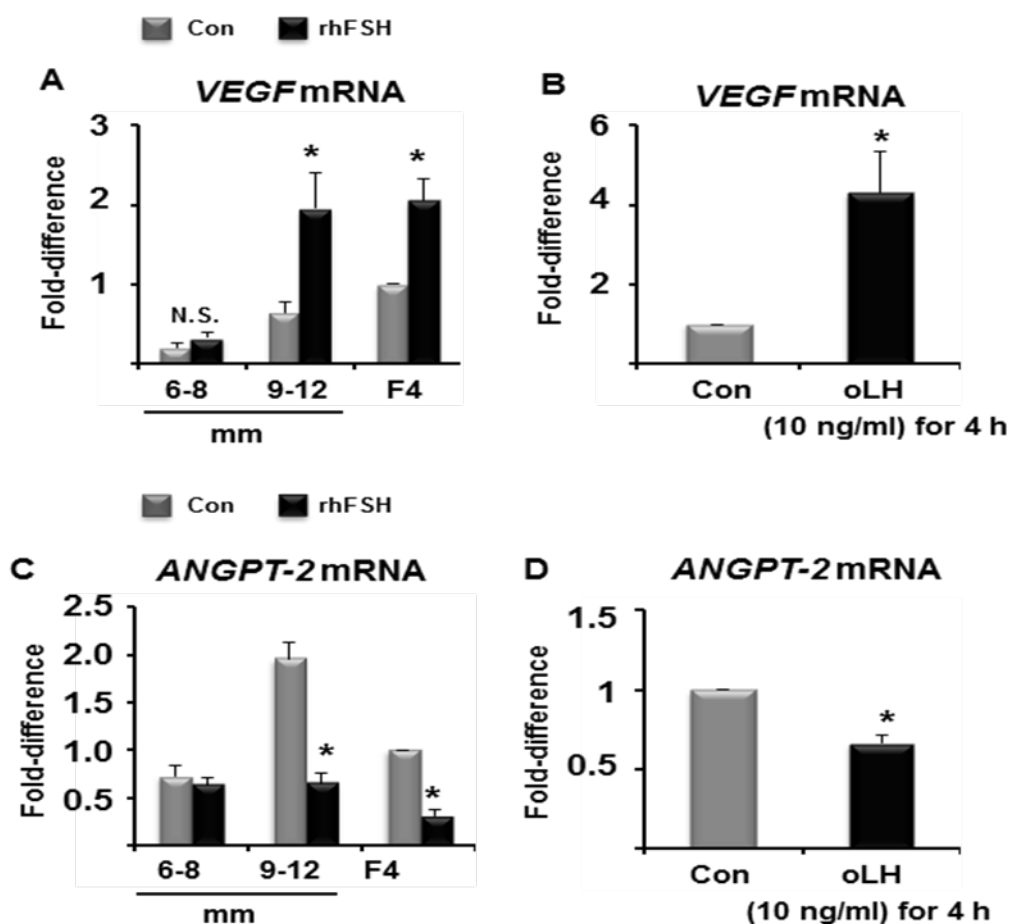 Con rhFSH
A
VEGF mRNA
Fold-difference
3
2
1
N.S.
*
*
6-8 9-12 F4
mm
B
VEGF mRNA
Fold-difference
6
4
2
*
Con oLH
(10 ng/ml) for 4 h
Con rhFSH
C
ANGPT-2 mRNA
Fold-difference
2.5
2.0
1.5
1.0
0.5
*
*
6-8 9-12 F4
mm
D
ANGPT-2 mRNA
Fold-difference
1.5
1
0.5
*
Con oLH
(10 ng/ml) for 4 h